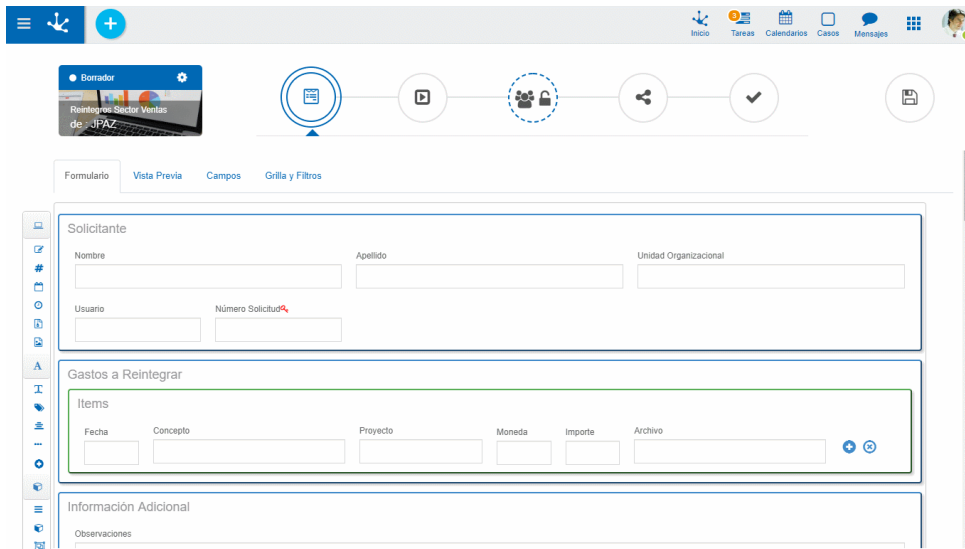 3
Inicio
Tareas
Calendarios
Casos
Mensajes
Borrador
Reintegros Sector Ventas
de : JPAZ
Formulario
Vista Previa
Campos
Grilla y Filtros
Solicitante
Nombre
Apellido
Unidad Organizacional
Usuario
Número Solicitud
Gastos a Reintegrar
Items
Fecha
Concepto
Proyecto
Moneda
Importe
Archivo
Información Adicional
Observaciones